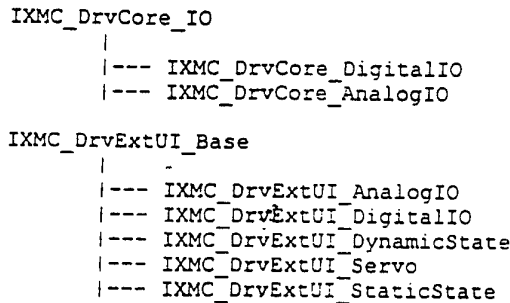 IXMC_DrvCore_IO
|
|--- IXMC_DrvCore_DigitalIO
|--- IXMC_DrvCore_AnalogIO
IXMC_DrvExtUI_Base
|
|--- IXMC_DrvExtUI_AnalogIO
|--- IXMC_DrvExtUI_DigitalIO
|--- IXMC_DrvExtUI_DynamicState
|--- IXMC_DrvExtUI_Servo
|--- IXMC_DrvExtUI_StaticState